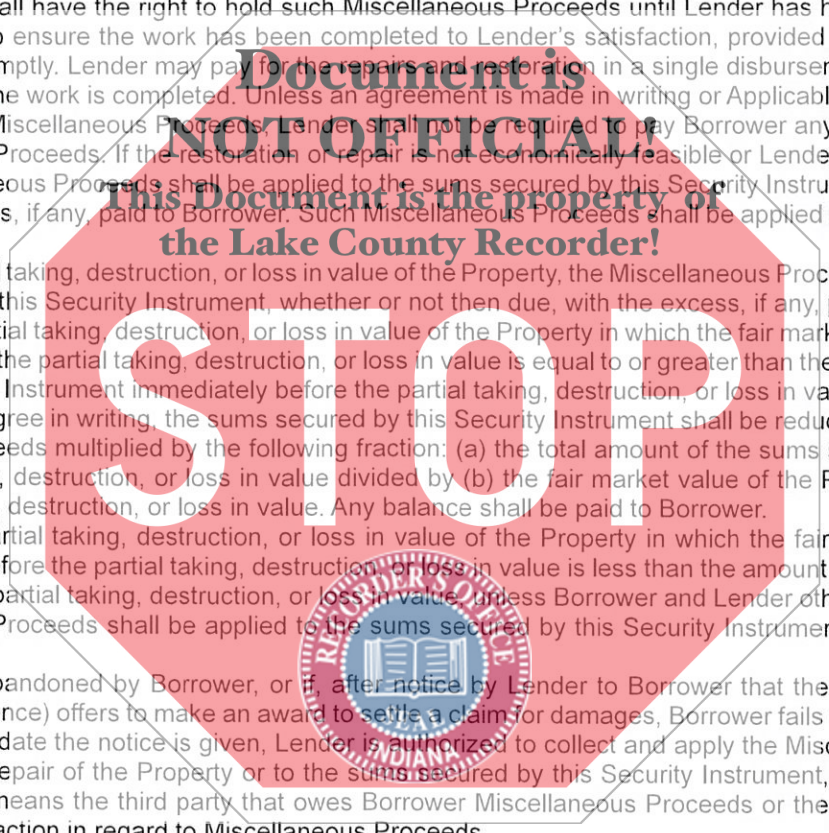 all have the right to hold such Miscellaneous Proceeds until Lender has h
o ensure the work has been completed to Lender's satisfaction, provided
mptly. Lender may pay for the repairs and restoration in a single disburser
Document is
ne work is completed. Unless an agreement is made in writing or Applicabl
Miscellaneous Proceeds, Lender shall not be required to pay Borrower any
NOT OFFICIAL!
Proceeds. If the restoration or repair is not economically feasible or Lende
eous Proceeds shall be applied to the sums secured by this Security Instru
This Document is the property of
s, if any, paid to Borrower. Such Miscellaneous Proceeds shall be applied
the Lake County Recorder!
taking, destruction, or loss in value of the Property, the Miscellaneous Proc
this Security Instrument, whether or not then due, with the excess, if any,
tial taking, destruction, or loss in value of the Property in which the fair mark
the partial taking, destruction, or loss in value is equal to or greater than the
Instrument immediately before the partial taking, destruction, or loss in va
gree in writing, the sums secured by this Security Instrument shall be reduc
STOP
eeds multiplied by the following fraction: (a) the total amount of the sums
, destruction, or loss in value divided by (b) the fair market value of the P
destruction, or loss in value. Any balance shall be paid to Borrower.
rtial taking, destruction, or loss in value of the Property in which the fair
fore the partial taking, destruction, or loss in value is less than the amount
partial taking, destruction, or loss in value, unless Borrower and Lender oth
Proceeds shall be applied to the sums secured by this Security Instrumen
RECORDER'S OFFICE
bandoned by Borrower, or if, after notice by Lender to Borrower that the
nce) offers to make an award to settle a claim for damages, Borrower fails
date the notice is given, Lender is authorized to collect and apply the Misc
INDIANA
epair of the Property or to the sums secured by this Security Instrument,
neans the third party that owes Borrower Miscellaneous Proceeds or the
action in regard to Miscellaneous Proceeds.